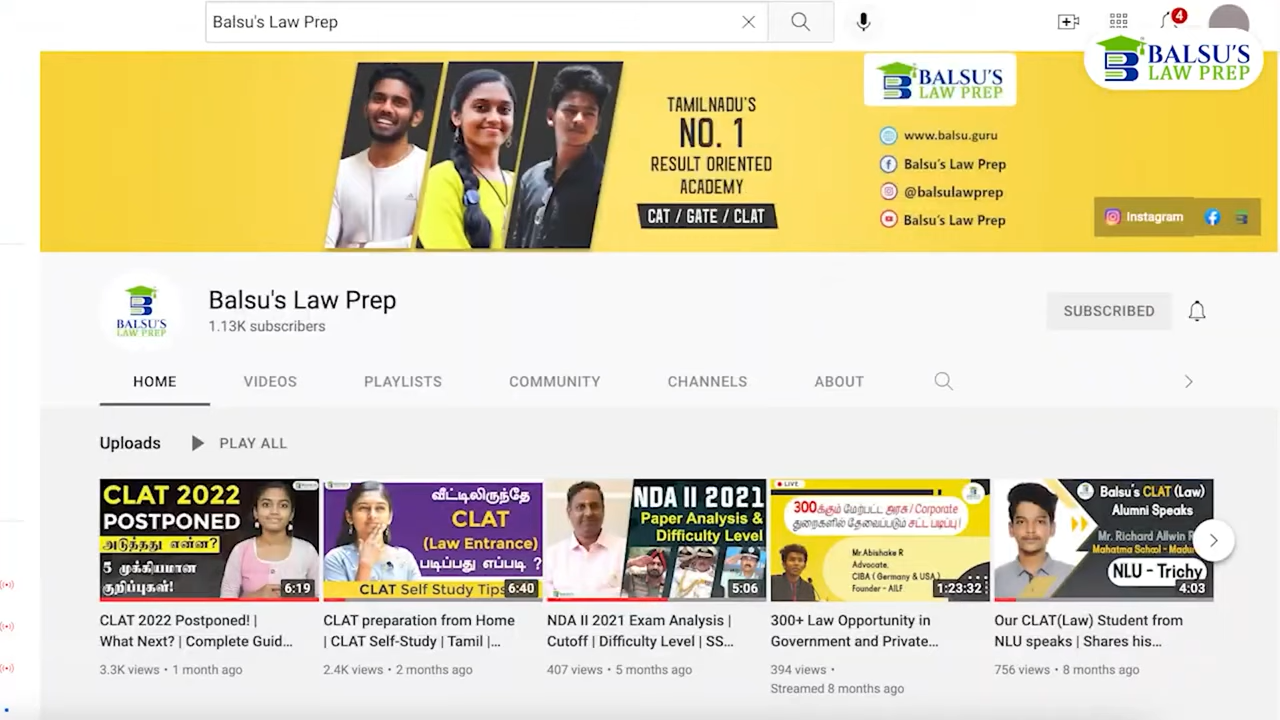 Balsu's Law Prep
4
BALSU'S
LAW PREP
TAMILNADU'S
NO. 1
RESULT ORIENTED
ACADEMY
CAT / GATE / CLAT
BALSU'S
LAW PREP
www.balsu.guru
Balsu's Law Prep
@balsulawprep
Balsu's Law Prep
Instagram
BALSU'S
LAW PREP
Balsu's Law Prep
1.13K subscribers
SUBSCRIBED
HOME VIDEOS PLAYLISTS COMMUNITY CHANNELS ABOUT
Uploads PLAY ALL
CLAT 2022
POSTPONED
அடுத்தது என்ன?
5 முக்கியமான
குறிப்புகள்!
6:19
வீட்டிலிருந்தே
CLAT
(Law Entrance)
படிப்பது எப்படி ?
CLAT Self Study Tips
6:40
NDA II 2021
Paper Analysis &
Difficulty Level
5:06
LIVE
300க்கும் மேற்பட்ட அரசு / Corporate
துறைகளில் தேவைப்படும் சட்ட படிப்பு!
Mr.Abishake R
Advocate,
CIBA ( Germany & USA )
Founder - AILF
1:23:32
Balsu's CLAT (Law)
Alumni Speaks
Mr. Richard Allwin R
Mahatma School - Madu
NLU - Trichy
4:03
CLAT 2022 Postponed! |
What Next? | Complete Guid...
3.3K views • 1 month ago
CLAT preparation from Home
| CLAT Self-Study | Tamil |...
2.4K views • 2 months ago
NDA II 2021 Exam Analysis |
Cutoff | Difficulty Level | SS...
407 views • 5 months ago
300+ Law Opportunity in
Government and Private...
394 views •
Streamed 8 months ago
Our CLAT(Law) Student from
NLU speaks | Shares his...
756 views • 8 months ago